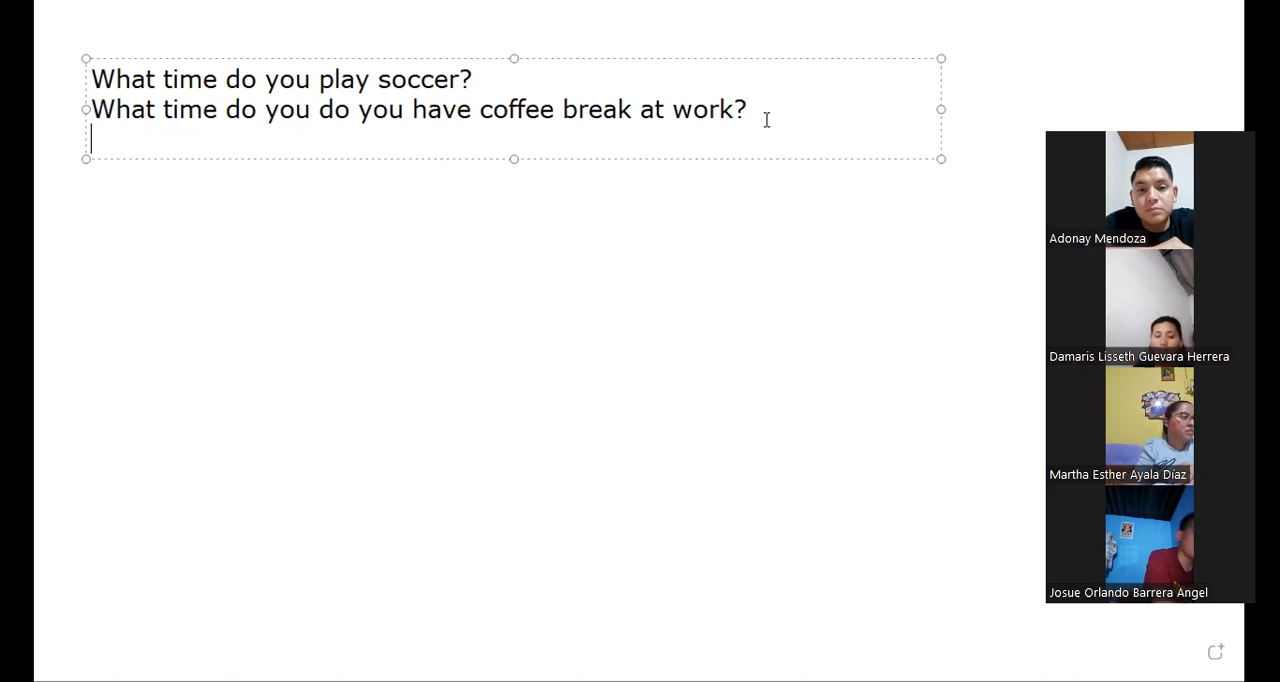 What time do you play soccer?
What time do you do you have coffee break at work?
Adonay Mendoza
Damaris Lisseth Guevara Herrera
Martha Esther Ayala Díaz
Josue Orlando Barrera Angel